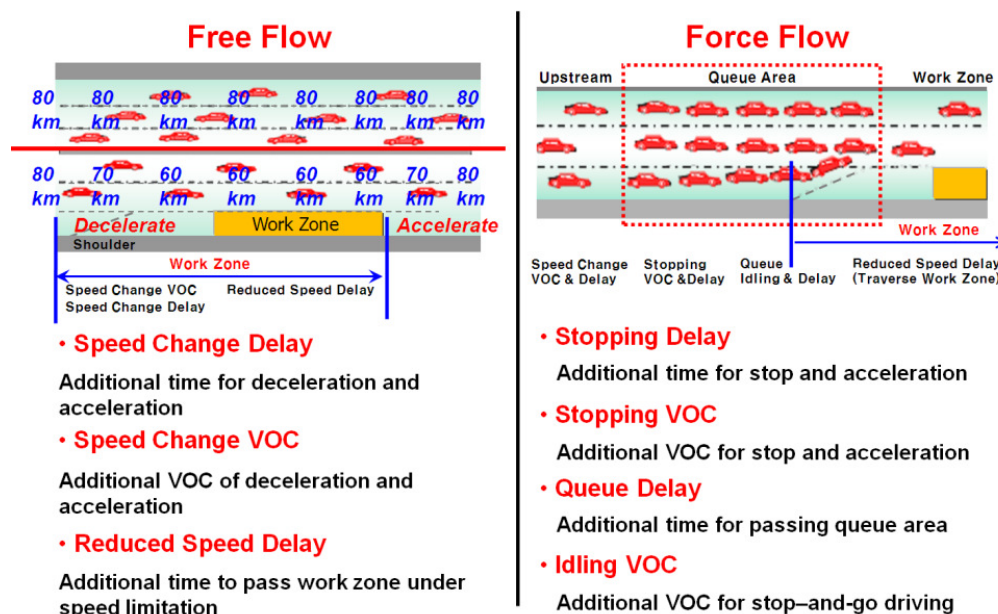 Free Flow
80 80 80 80 80 80 80
km km km km km km km
80 70 60 60 60 70 80
km km km km km km km
Decelerate Work Zone Accelerate
Shoulder
Work Zone
Speed Change VOC Reduced Speed Delay
Speed Change Delay
• Speed Change Delay
Additional time for deceleration and
acceleration
• Speed Change VOC
Additional VOC of deceleration and
acceleration
• Reduced Speed Delay
Additional time to pass work zone under
speed limitation
Force Flow
Upstream Queue Area Work Zone
Work Zone
Speed Change Stopping Queue Reduced Speed Delay
VOC & Delay VOC &Delay Idling & Delay (Traverse Work Zone)
• Stopping Delay
Additional time for stop and acceleration
• Stopping VOC
Additional VOC for stop and acceleration
• Queue Delay
Additional time for passing queue area
• Idling VOC
Additional VOC for stop–and-go driving